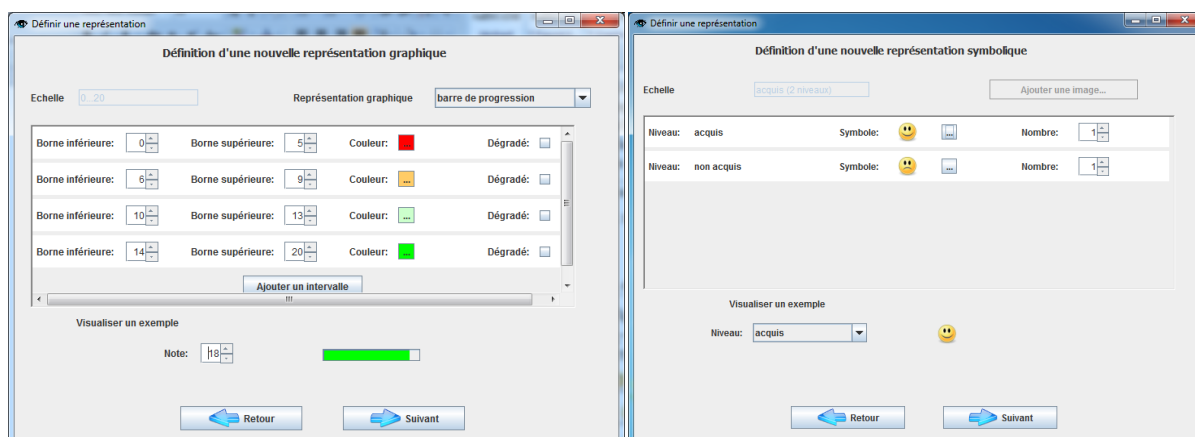 Définir une représentation
Définition d'une nouvelle représentation graphique
Echelle 0...20 Représentation graphique barre de progression
Borne inférieure: 0 Borne supérieure: 5 Couleur: ... Dégradé:
Borne inférieure: 6 Borne supérieure: 9 Couleur: ... Dégradé:
Borne inférieure: 10 Borne supérieure: 13 Couleur: ... Dégradé:
Borne inférieure: 14 Borne supérieure: 20 Couleur: ... Dégradé:
Ajouter un intervalle
Visualiser un exemple
Note: 18
Retour Suivant
Définir une représentation
Définition d'une nouvelle représentation symbolique
Echelle acquis (2 niveaux) Ajouter une image...
Niveau: acquis Symbole: ... Nombre: 1
Niveau: non acquis Symbole: ... Nombre: 1
Visualiser un exemple
Niveau: acquis
Retour Suivant